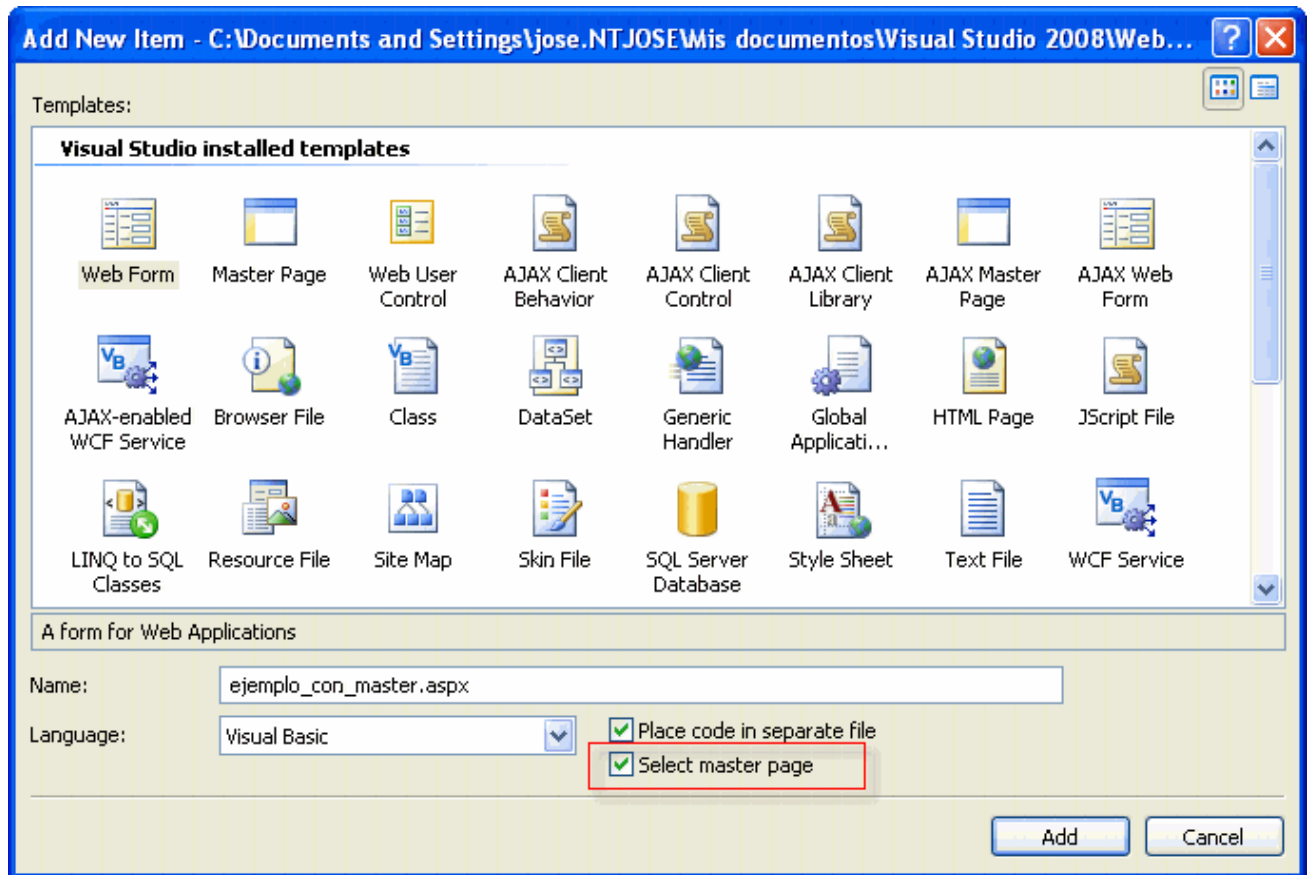 Add New Item - C:\Documents and Settings\jose.NTJOSE\Mis documentos\Visual Studio 2008\Web...
Templates:
Visual Studio installed templates
Web Form
Master Page
Web User
Control
AJAX Client
Behavior
AJAX Client
Control
AJAX Client
Library
AJAX Master
Page
AJAX Web
Form
AJAX-enabled
WCF Service
Browser File
Class
DataSet
Generic
Handler
Global
Applicati...
HTML Page
JScript File
LINQ to SQL
Classes
Resource File
Site Map
Skin File
SQL Server
Database
Style Sheet
Text File
WCF Service
A form for Web Applications
Name:
ejemplo_con_master.aspx
Language:
Visual Basic
Place code in separate file
Select master page
Add
Cancel